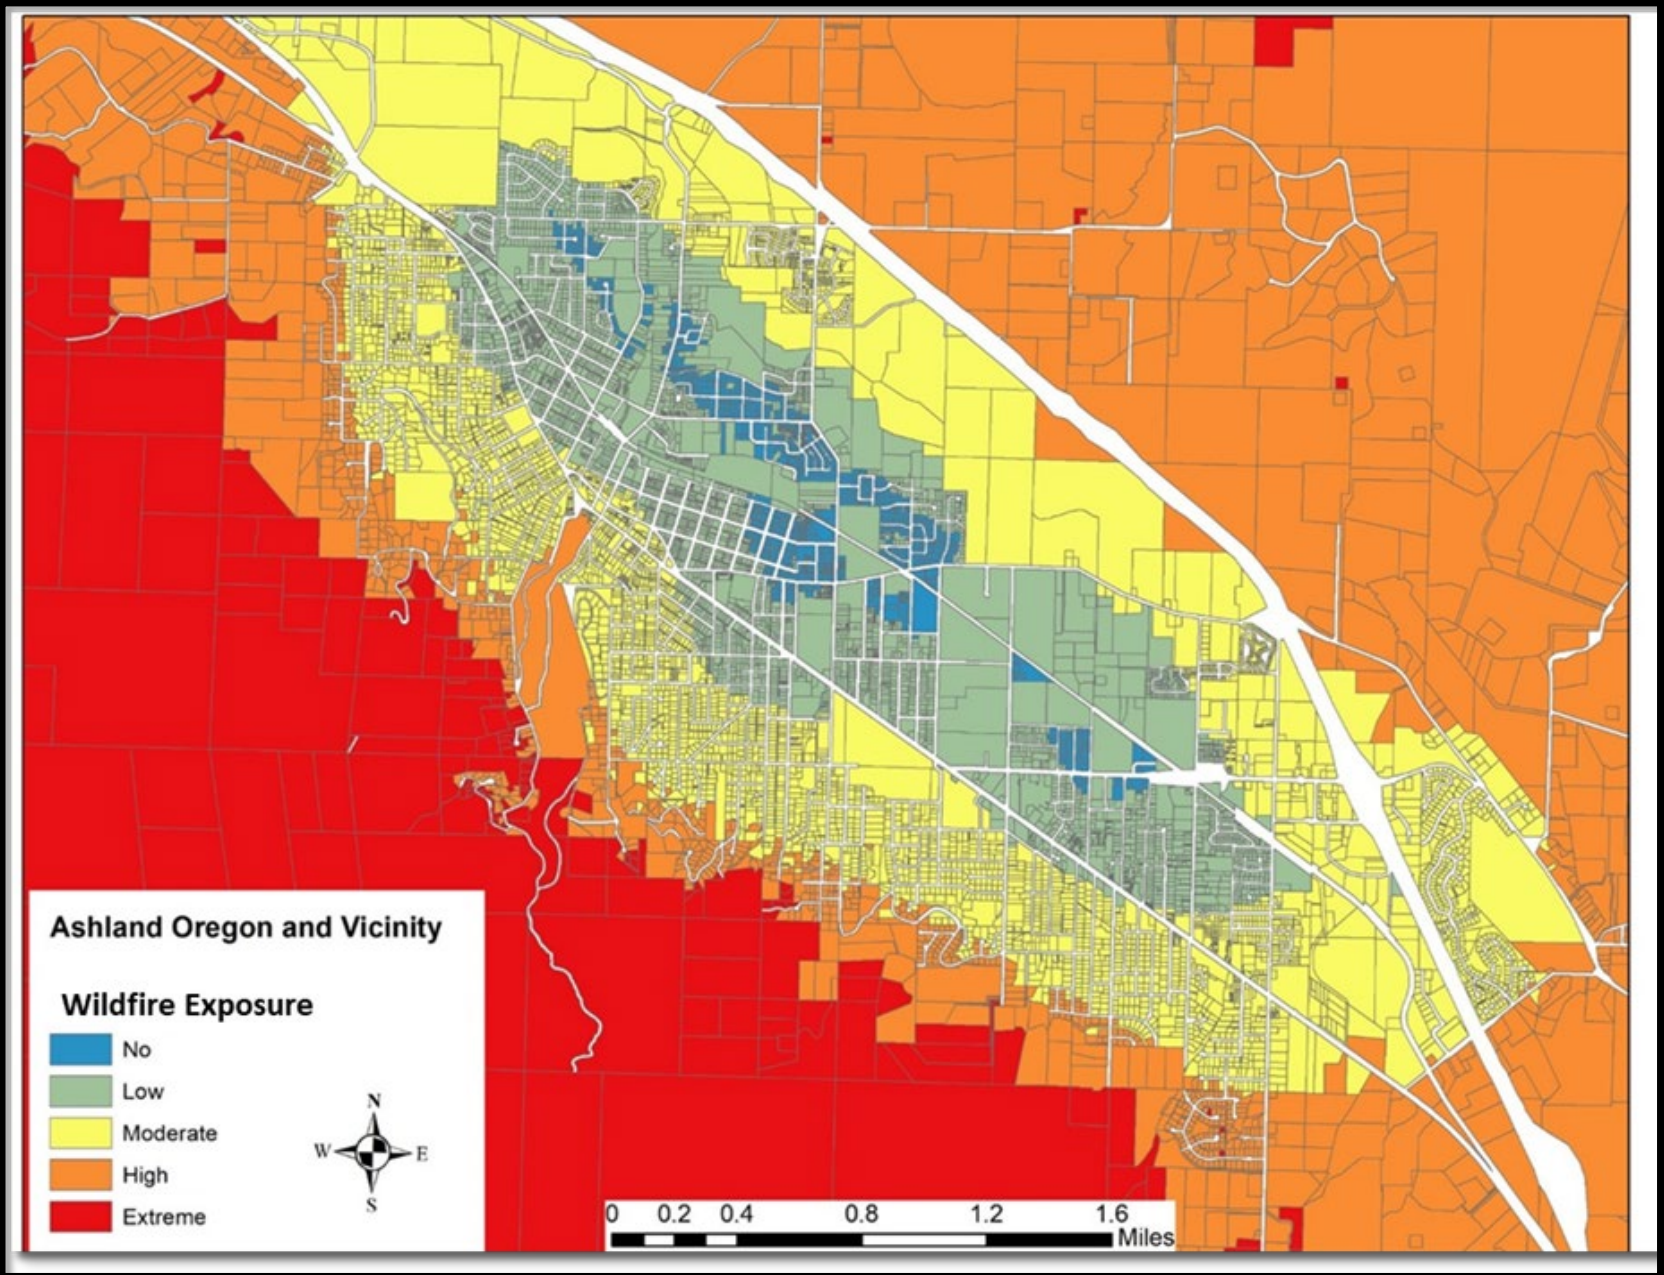 Ashland Oregon and Vicinity
Wildfire Exposure
No
Low
Moderate
High
Extreme
N
W E
S
0 0.2 0.4 0.8 1.2 1.6
Miles